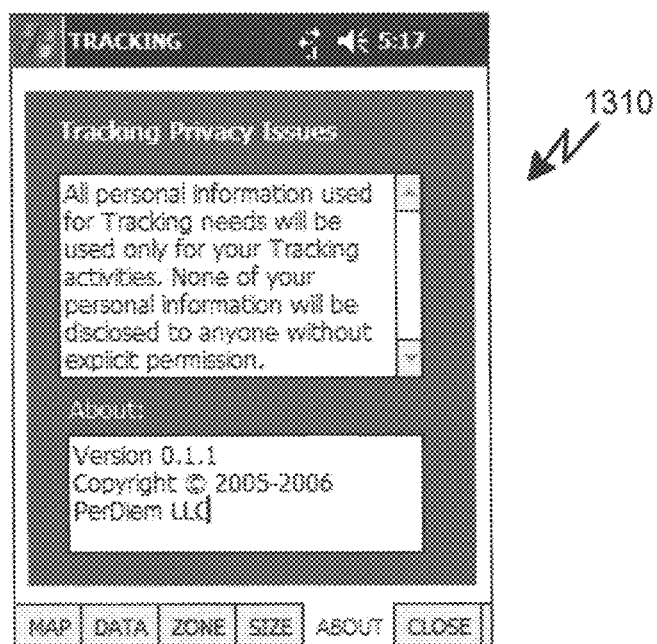 TRACKING 5:17
1310
Tracking Privacy Issues
All personal information used
for Tracking needs will be
used only for your Tracking
activities. None of your
personal information will be
disclosed to anyone without
explicit permission.
About:
Version 0.1.1
Copyright © 2005-2006
PerDiem LLC
MAP DATA ZONE SIZE ABOUT CLOSE